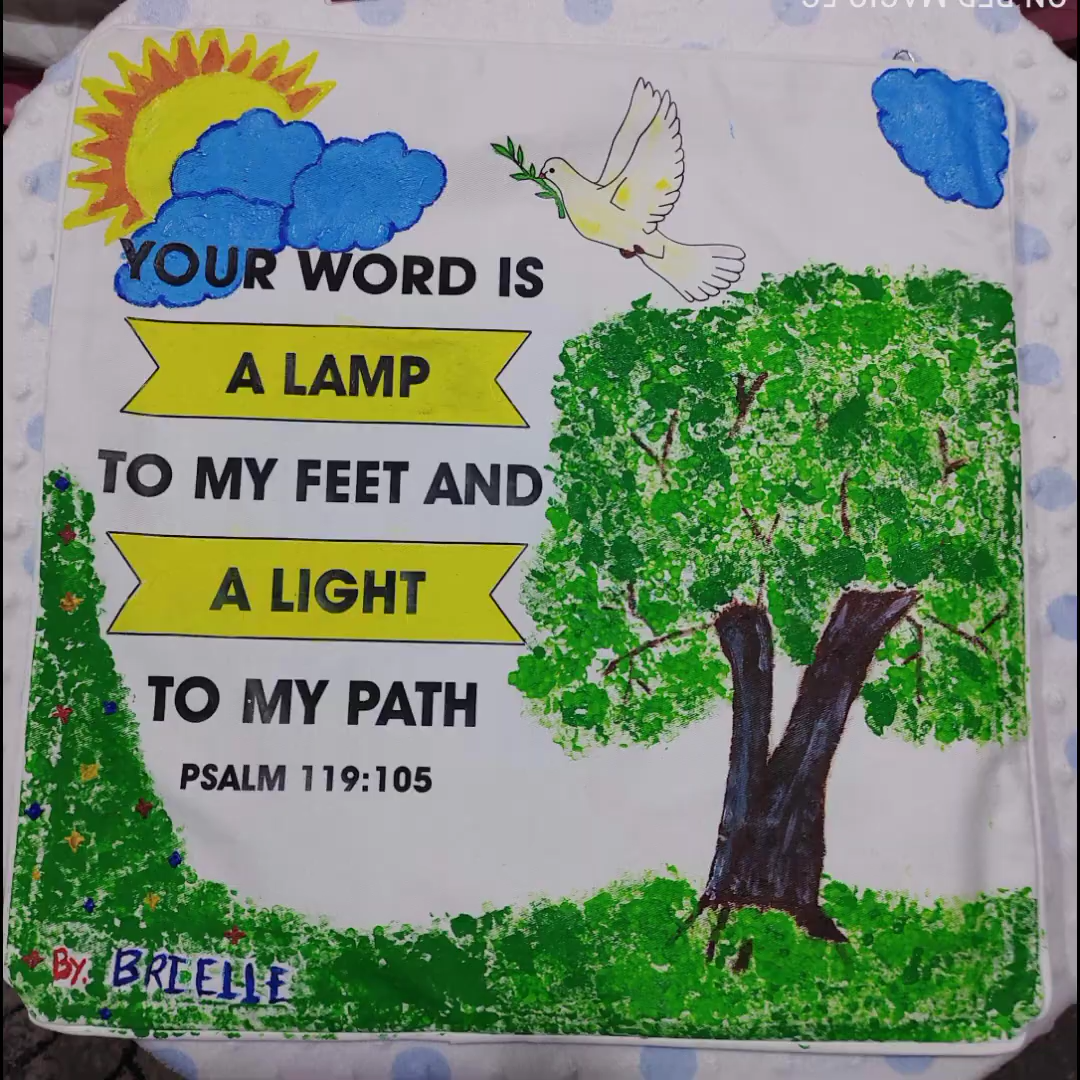 YOUR WORD IS
A LAMP
TO MY FEET AND
A LIGHT
TO MY PATH
PSALM 119:105
By. BRIELLE